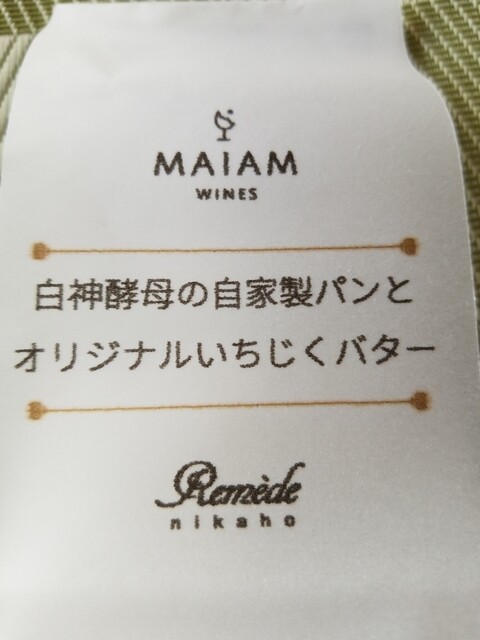 MAIAM
WINES
白神酵母の自家製パンと
オリジナルいちじくバター
Remède
nikaho